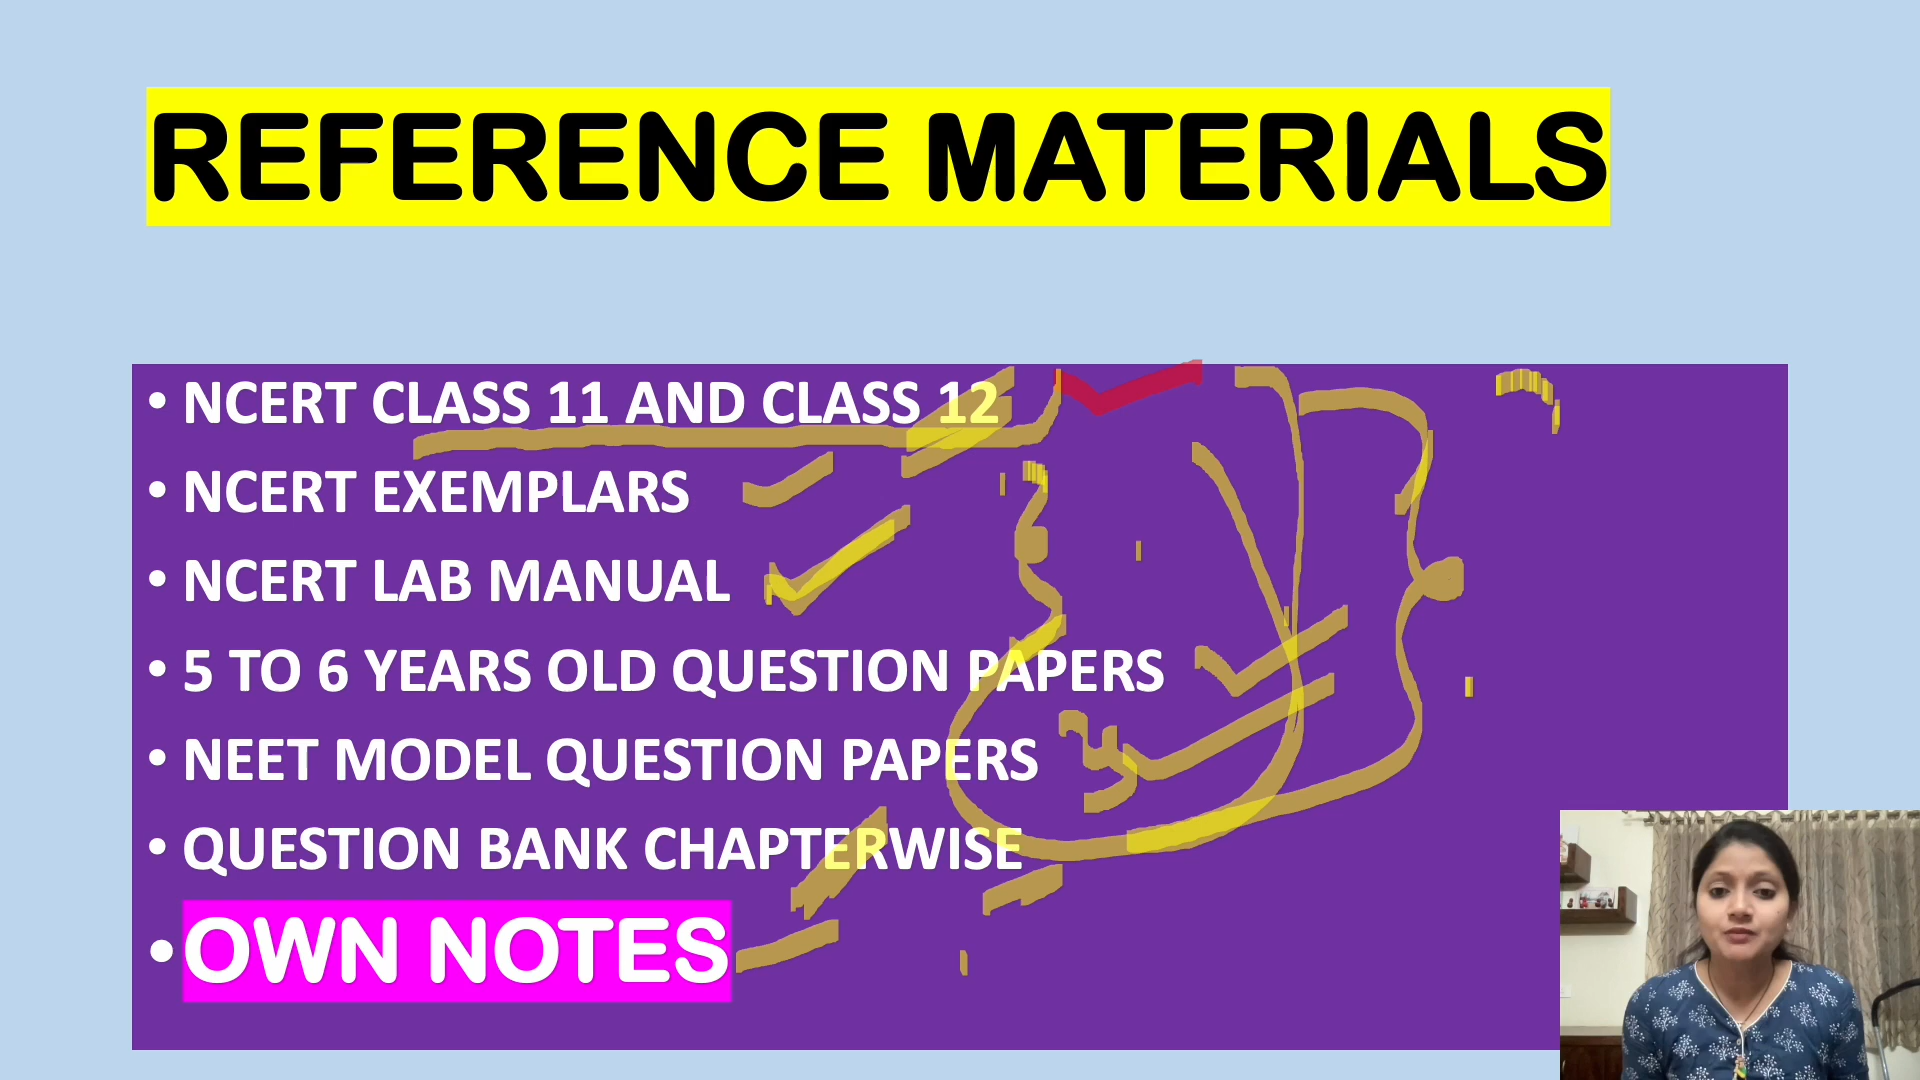 REFERENCE MATERIALS
• NCERT CLASS 11 AND CLASS 12
• NCERT EXEMPLARS
• NCERT LAB MANUAL
• 5 TO 6 YEARS OLD QUESTION PAPERS
• NEET MODEL QUESTION PAPERS
• QUESTION BANK CHAPTERWISE
• OWN NOTES